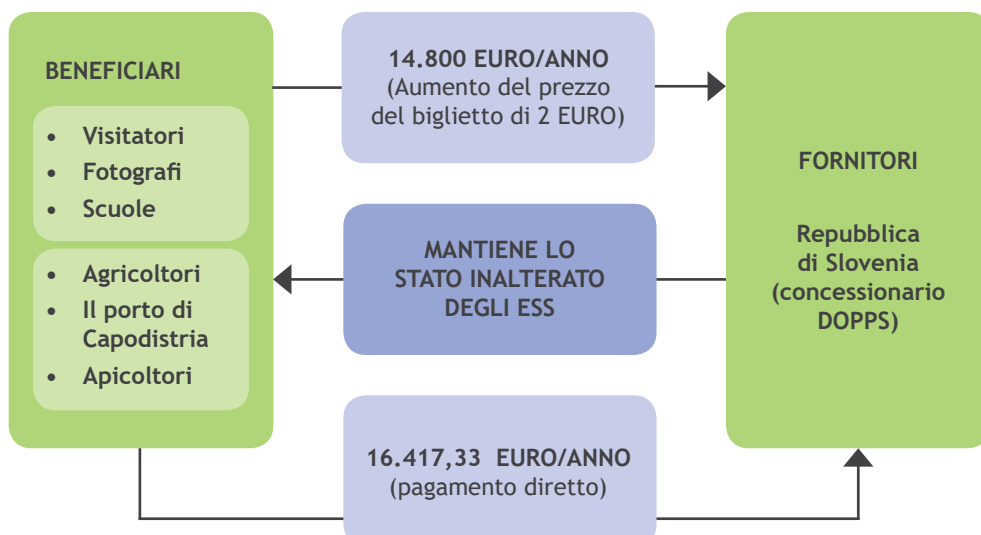 BENEFICIARI
• Visitatori
• Fotografi
• Scuole
• Agricoltori
• Il porto di
Capodistria
• Apicoltori
14.800 EURO/ANNO
(Aumento del prezzo
del biglietto di 2 EURO)
MANTIENE LO
STATO INALTERATO
DEGLI ESS
16.417,33 EURO/ANNO
(pagamento diretto)
FORNITORI
Repubblica
di Slovenia
(concessionario
DOPPS)